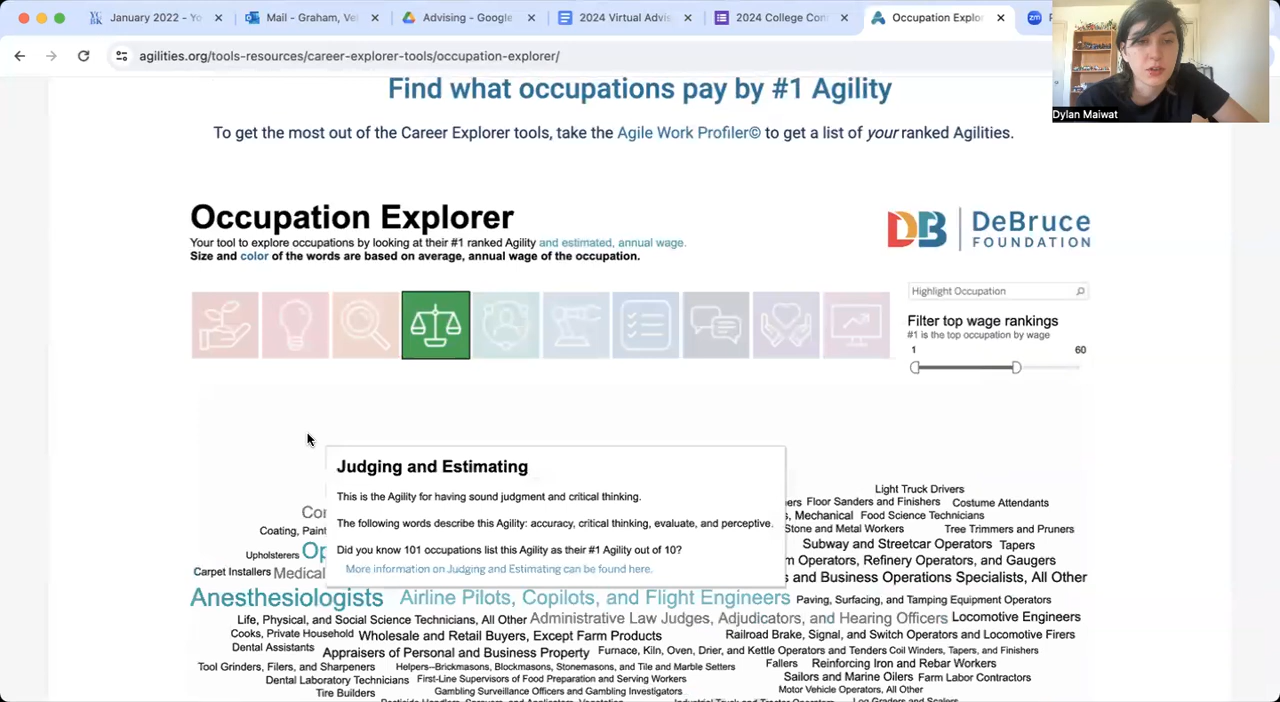 January 2022 - Yo
Mail - Graham, Ve
Advising - Google
2024 Virtual Advis
2024 College Con
Occupation Explor
zm
agilities.org/tools-resources/career-explorer-tools/occupation-explorer/
Dylan Maiwat
Find what occupations pay by #1 Agility
To get the most out of the Career Explorer tools, take the Agile Work Profiler© to get a list of your ranked Agilities.
Occupation Explorer
Your tool to explore occupations by looking at their #1 ranked Agility and estimated, annual wage.
Size and color of the words are based on average, annual wage of the occupation.
DB DeBruce
FOUNDATION
Highlight Occupation
Filter top wage rankings
#1 is the top occupation by wage
1 60
Judging and Estimating
This is the Agility for having sound judgment and critical thinking.
The following words describe this Agility: accuracy, critical thinking, evaluate, and perceptive.
Did you know 101 occupations list this Agility as their #1 Agility out of 10?
More information on Judging and Estimating can be found here.
Light Truck Drivers
Cor
ers Floor Sanders and Finishers Costume Attendants
Coating, Paint
s, Mechanical Food Science Technicians
Stone and Metal Workers Tree Trimmers and Pruners
Upholsterers Op
Subway and Streetcar Operators Tapers
m Operators, Refinery Operators, and Gaugers
Carpet Installers Medical
s and Business Operations Specialists, All Other
Anesthesiologists Airline Pilots, Copilots, and Flight Engineers Paving, Surfacing, and Tamping Equipment Operators
Life, Physical, and Social Science Technicians, All Other Administrative Law Judges, Adjudicators, and Hearing Officers Locomotive Engineers
Cooks, Private Household Wholesale and Retail Buyers, Except Farm Products Railroad Brake, Signal, and Switch Operators and Locomotive Firers
Dental Assistants Appraisers of Personal and Business Property Furnace, Kiln, Oven, Drier, and Kettle Operators and Tenders Coil Winders, Tapers, and Finishers
Tool Grinders, Filers, and Sharpeners Helpers--Brickmasons, Blockmasons, Stonemasons, and Tile and Marble Setters Fallers Reinforcing Iron and Rebar Workers
Dental Laboratory Technicians First-Line Supervisors of Food Preparation and Serving Workers Sailors and Marine Oilers Farm Labor Contractors
Tire Builders Gambling Surveillance Officers and Gambling Investigators Motor Vehicle Operators, All Other